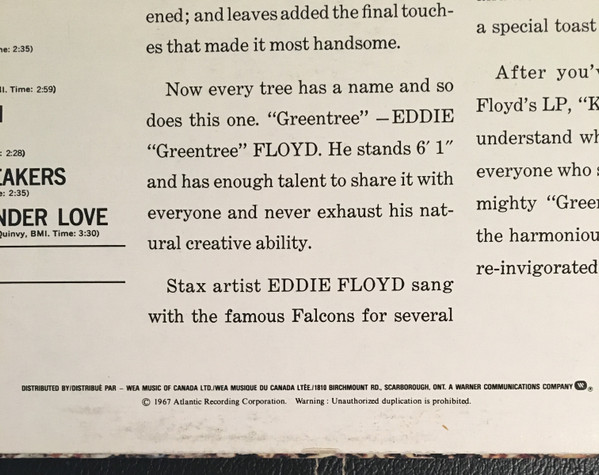 ne: 2:35)
II. Time: 2:59)
: 2:28)
EAKERS
e: 2:35)
NDER LOVE
Quinvy, BMI. Time: 3:30)
ened; and leaves added the final touch-
es that made it most handsome.
Now every tree has a name and so
does this one. “Greentree” — EDDIE
“Greentree” FLOYD. He stands 6′ 1″
and has enough talent to share it with
everyone and never exhaust his nat-
ural creative ability.
Stax artist EDDIE FLOYD sang
with the famous Falcons for several
a special toast
After you'v
Floyd's LP, “K
understand wh
everyone who s
mighty “Green
the harmoniou
re-invigorated
DISTRIBUTED BY/DISTRIBUÉ PAR – WEA MUSIC OF CANADA LTD./WEA MUSIQUE DU CANADA LTÉE./1810 BIRCHMOUNT RD., SCARBOROUGH, ONT. A WARNER COMMUNICATIONS COMPANY ®
© 1967 Atlantic Recording Corporation. Warning : Unauthorized duplication is prohibited.